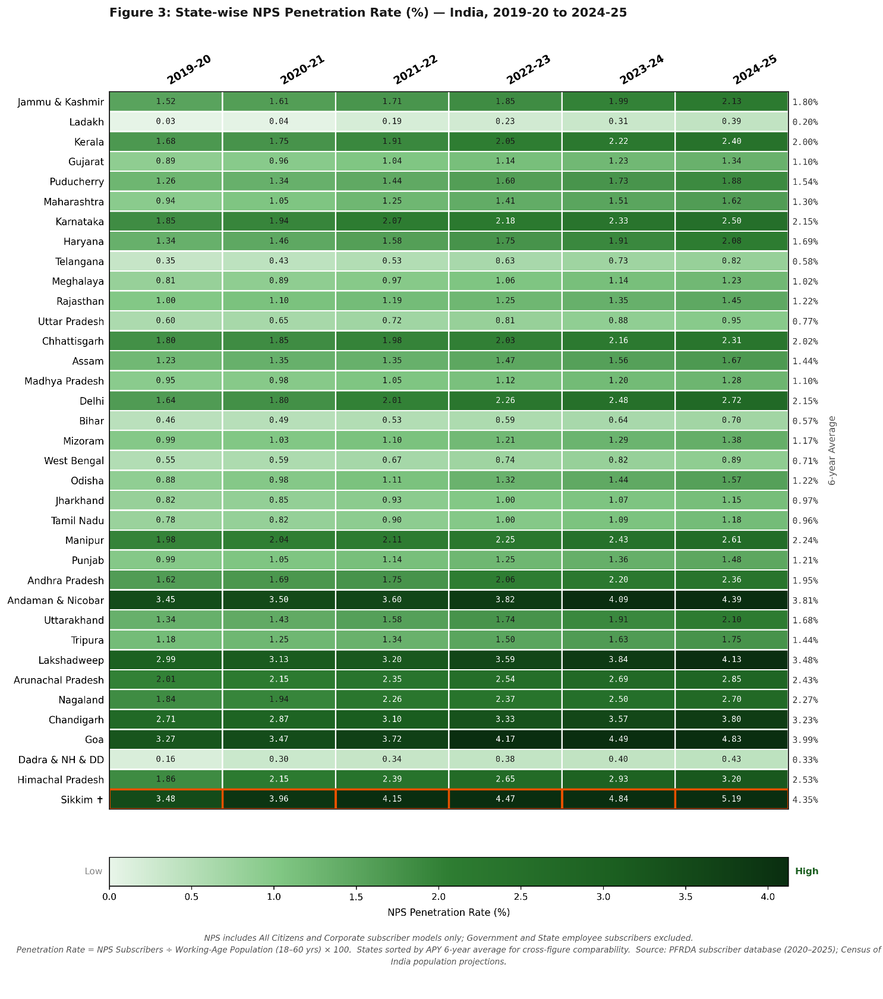 Figure 3: State-wise NPS Penetration Rate (%) — India, 2019-20 to 2024-25
2019-20 2020-21 2021-22 2022-23 2023-24 2024-25
Jammu & Kashmir 1.52 1.61 1.71 1.85 1.99 2.13 1.80%
Ladakh 0.03 0.04 0.19 0.23 0.31 0.39 0.20%
Kerala 1.68 1.75 1.91 2.05 2.22 2.40 2.00%
Gujarat 0.89 0.96 1.04 1.14 1.23 1.34 1.10%
Puducherry 1.26 1.34 1.44 1.60 1.73 1.88 1.54%
Maharashtra 0.94 1.05 1.25 1.41 1.51 1.62 1.30%
Karnataka 1.85 1.94 2.07 2.18 2.33 2.50 2.15%
Haryana 1.34 1.46 1.58 1.75 1.91 2.08 1.69%
Telangana 0.35 0.43 0.53 0.63 0.73 0.82 0.58%
Meghalaya 0.81 0.89 0.97 1.06 1.14 1.23 1.02%
Rajasthan 1.00 1.10 1.19 1.25 1.35 1.45 1.22%
Uttar Pradesh 0.60 0.65 0.72 0.81 0.88 0.95 0.77%
Chhattisgarh 1.80 1.85 1.98 2.03 2.16 2.31 2.02%
Assam 1.23 1.35 1.35 1.47 1.56 1.67 1.44%
Madhya Pradesh 0.95 0.98 1.05 1.12 1.20 1.28 1.10%
Delhi 1.64 1.80 2.01 2.26 2.48 2.72 2.15%
Bihar 0.46 0.49 0.53 0.59 0.64 0.70 0.57%
Mizoram 0.99 1.03 1.10 1.21 1.29 1.38 1.17%
West Bengal 0.55 0.59 0.67 0.74 0.82 0.89 0.71%
Odisha 0.88 0.98 1.11 1.32 1.44 1.57 1.22%
Jharkhand 0.82 0.85 0.93 1.00 1.07 1.15 0.97%
Tamil Nadu 0.78 0.82 0.90 1.00 1.09 1.18 0.96%
Manipur 1.98 2.04 2.11 2.25 2.43 2.61 2.24%
Punjab 0.99 1.05 1.14 1.25 1.36 1.48 1.21%
Andhra Pradesh 1.62 1.69 1.75 2.06 2.20 2.36 1.95%
Andaman & Nicobar 3.45 3.50 3.60 3.82 4.09 4.39 3.81%
Uttarakhand 1.34 1.43 1.58 1.74 1.91 2.10 1.68%
Tripura 1.18 1.25 1.34 1.50 1.63 1.75 1.44%
Lakshadweep 2.99 3.13 3.20 3.59 3.84 4.13 3.48%
Arunachal Pradesh 2.01 2.15 2.35 2.54 2.69 2.85 2.43%
Nagaland 1.84 1.94 2.26 2.37 2.50 2.70 2.27%
Chandigarh 2.71 2.87 3.10 3.33 3.57 3.80 3.23%
Goa 3.27 3.47 3.72 4.17 4.49 4.83 3.99%
Dadra & NH & DD 0.16 0.30 0.34 0.38 0.40 0.43 0.33%
Himachal Pradesh 1.86 2.15 2.39 2.65 2.93 3.20 2.53%
Sikkim ✝ 3.48 3.96 4.15 4.47 4.84 5.19 4.35%
6-year Average
Low High
0.0 0.5 1.0 1.5 2.0 2.5 3.0 3.5 4.0
NPS Penetration Rate (%)
NPS includes All Citizens and Corporate subscriber models only; Government and State employee subscribers excluded.
Penetration Rate = NPS Subscribers ÷ Working-Age Population (18–60 yrs) × 100.  States sorted by APY 6-year average for cross-figure comparability.  Source: PFRDA subscriber database (2020–2025); Census of
India population projections.